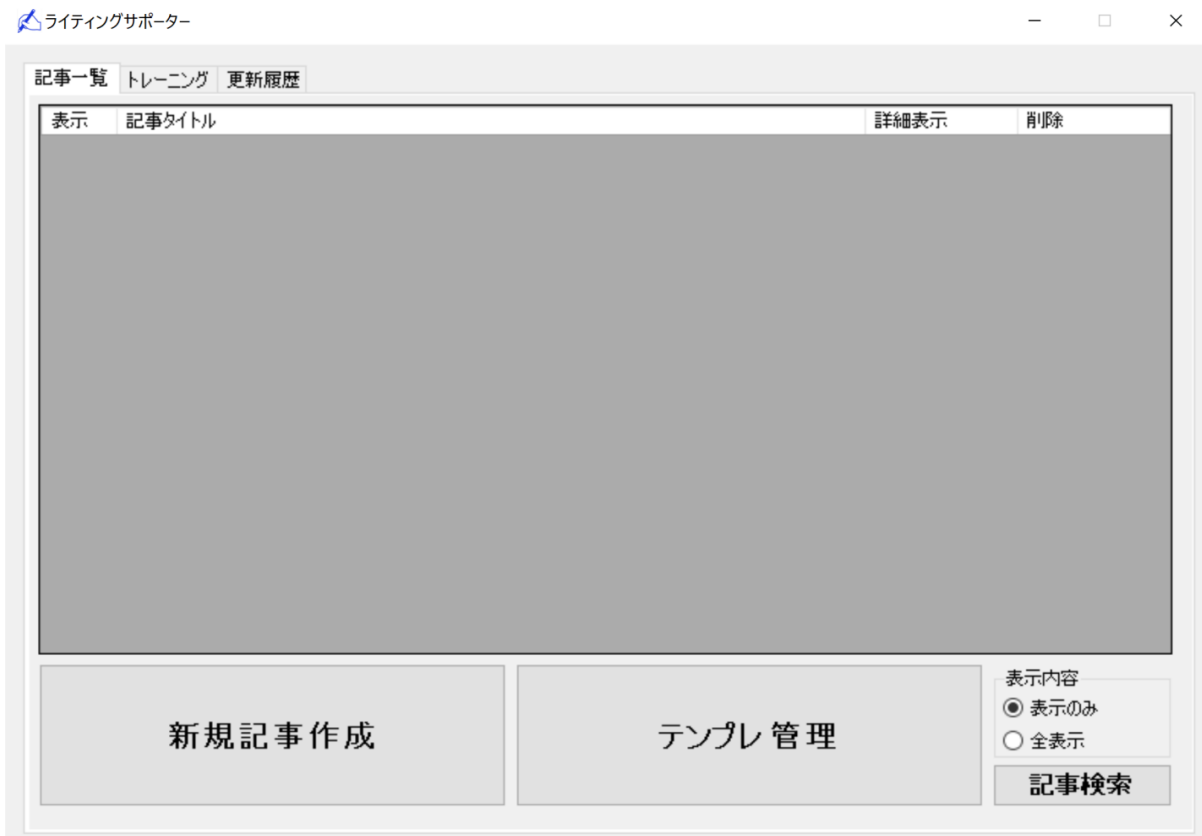 ライティングサポーター
記事一覧 トレーニング 更新履歴
表示 記事タイトル 詳細表示 削除
新規記事作成
テンプレ管理
表示内容
表示のみ
全表示
記事検索